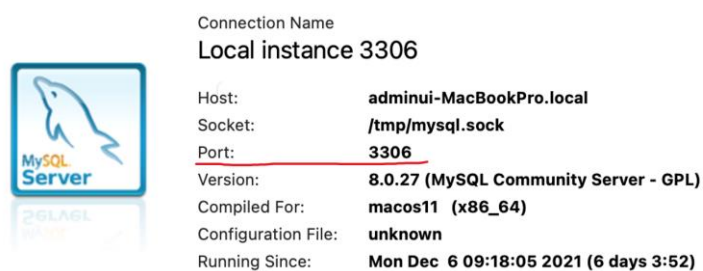 Connection Name
Local instance 3306
Host: adminui-MacBookPro.local
Socket: /tmp/mysql.sock
Port: 3306
Version: 8.0.27 (MySQL Community Server - GPL)
Compiled For: macos11 (x86_64)
Configuration File: unknown
Running Since: Mon Dec 6 09:18:05 2021 (6 days 3:52)
MySQL
Server